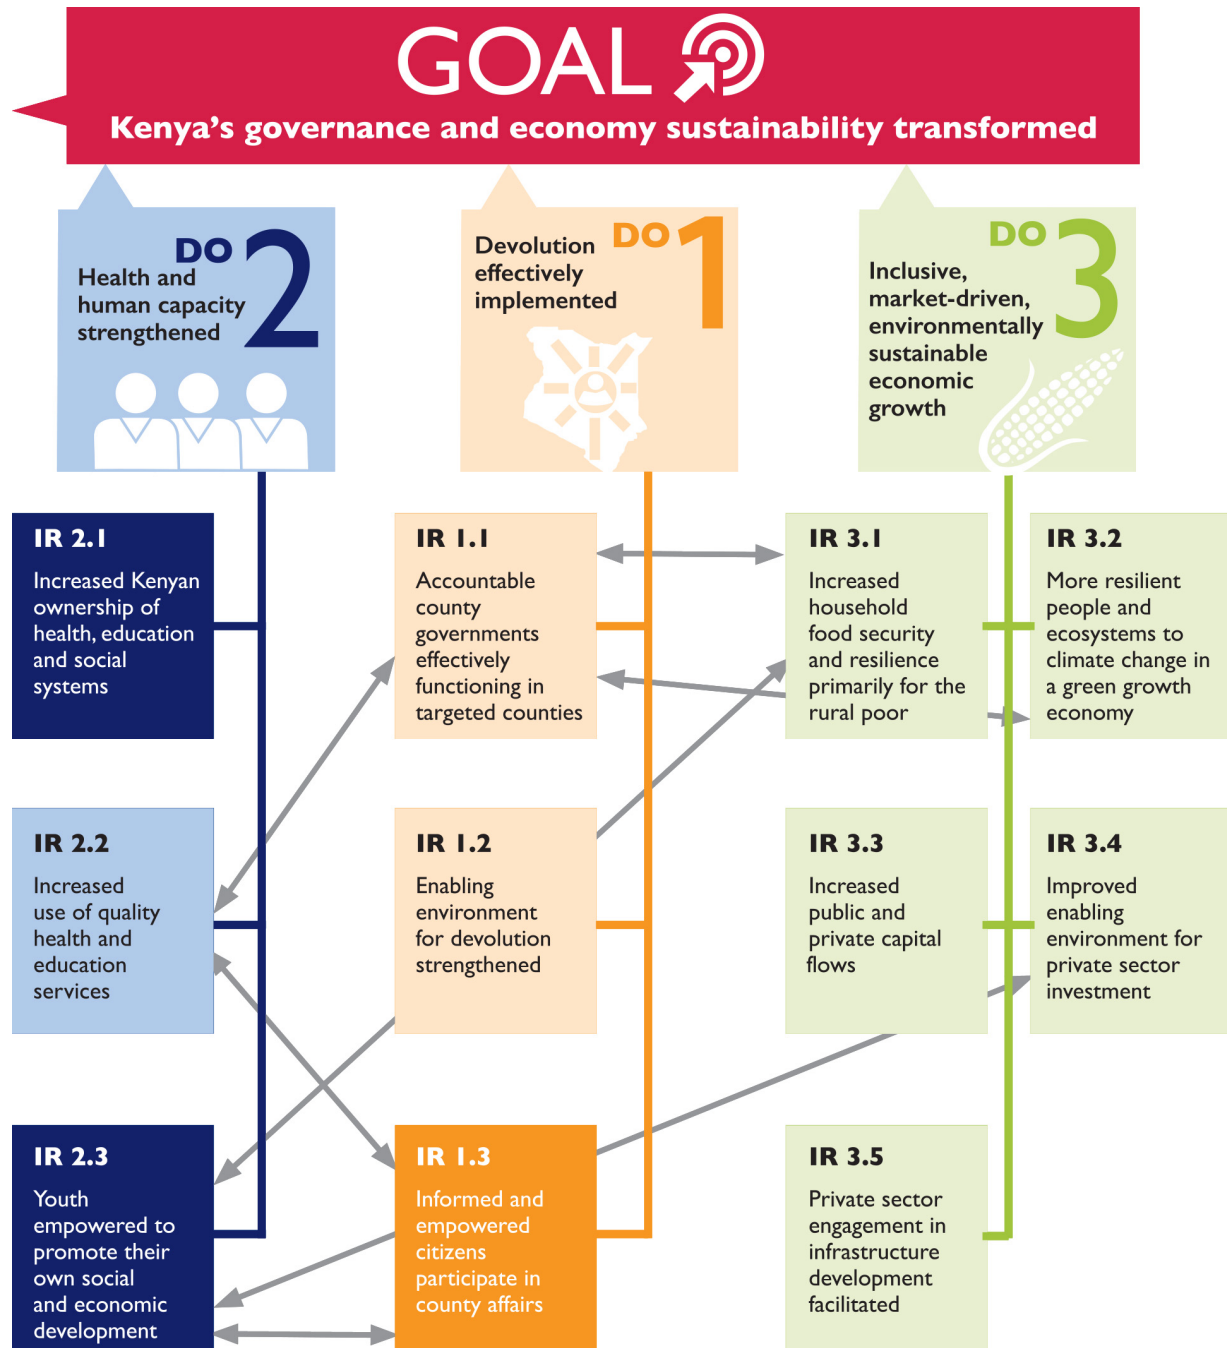 GOAL
Kenya's governance and economy sustainability transformed
DO 2
Health and
human capacity
strengthened
DO 1
Devolution
effectively
implemented
DO 3
Inclusive,
market-driven,
environmentally
sustainable
economic
growth
IR 2.1
Increased Kenyan
ownership of
health, education
and social
systems
IR 1.1
Accountable
county
governments
effectively
functioning in
targeted counties
IR 3.1
Increased
household
food security
and resilience
primarily for the
rural poor
IR 3.2
More resilient
people and
ecosystems to
climate change in
a green growth
economy
IR 2.2
Increased
use of quality
health and
education
services
IR 1.2
Enabling
environment
for devolution
strengthened
IR 3.3
Increased
public and
private capital
flows
IR 3.4
Improved
enabling
environment for
private sector
investment
IR 2.3
Youth
empowered to
promote their
own social
and economic
development
IR 1.3
Informed and
empowered
citizens
participate in
county affairs
IR 3.5
Private sector
engagement in
infrastructure
development
facilitated